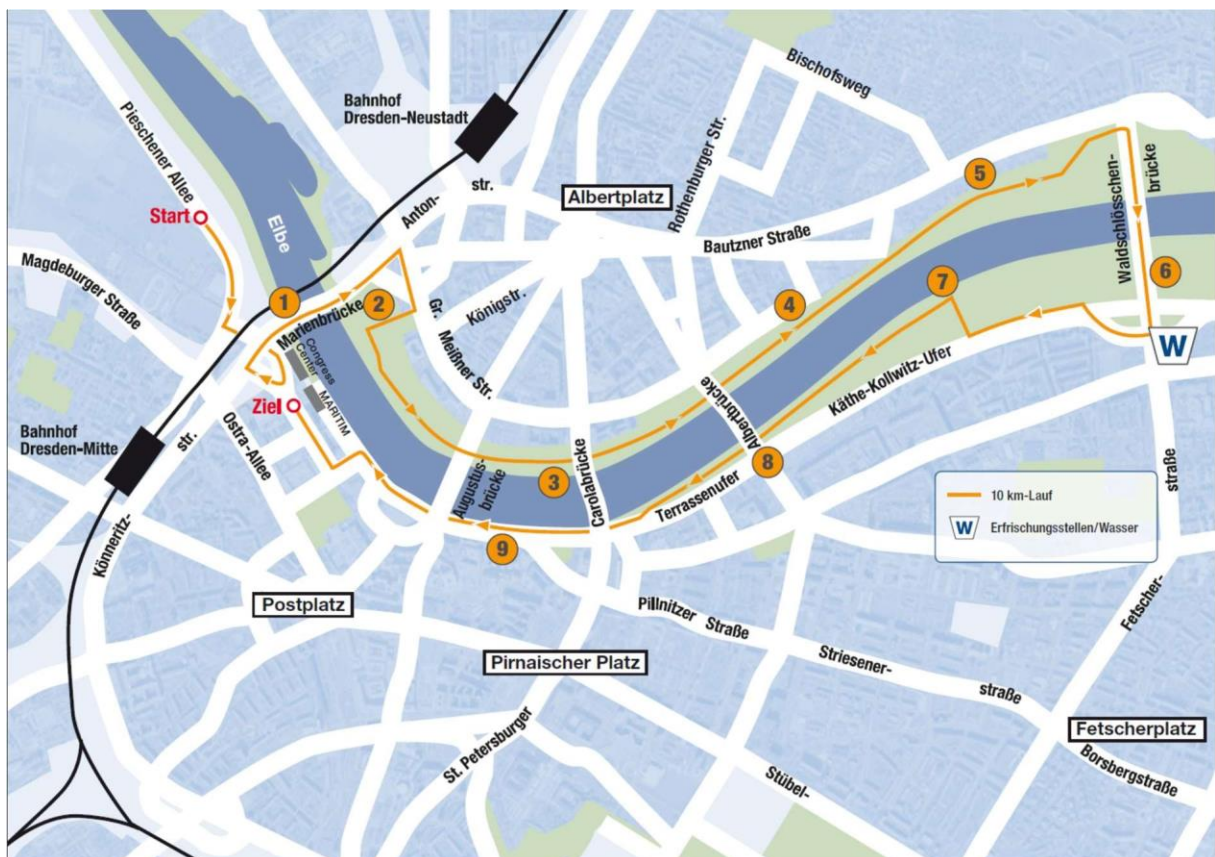 Bischofsweg
Bahnhof
Dresden-Neustadt
Pieschener Allee
Rothenburger Str.
5
Waldschlösschen-
brücke
Anton-
str.
Albertplatz
Start
Elbe
Bautzner Straße
Magdeburger Straße
1
2
Marienbrücke
Gr. Meißner Str.
Königstr.
4
7
6
W
Congress
Center
MARITIM
Ziel
Ostra-Allee
Käthe-Kollwitz-Ufer
Albertbrücke
Bahnhof
Dresden-Mitte
Könneritz-
str.
Augustus-
brücke
3
Carolabrücke
8
Terrassenufer
9
straße
10 km-Lauf
W
Erfrischungsstellen/Wasser
Postplatz
Pillnitzer Straße
Fetscher-
Pirnaischer Platz
Striesener-
straße
St. Petersburger
Fetscherplatz
Borsbergstraße
Stübel-